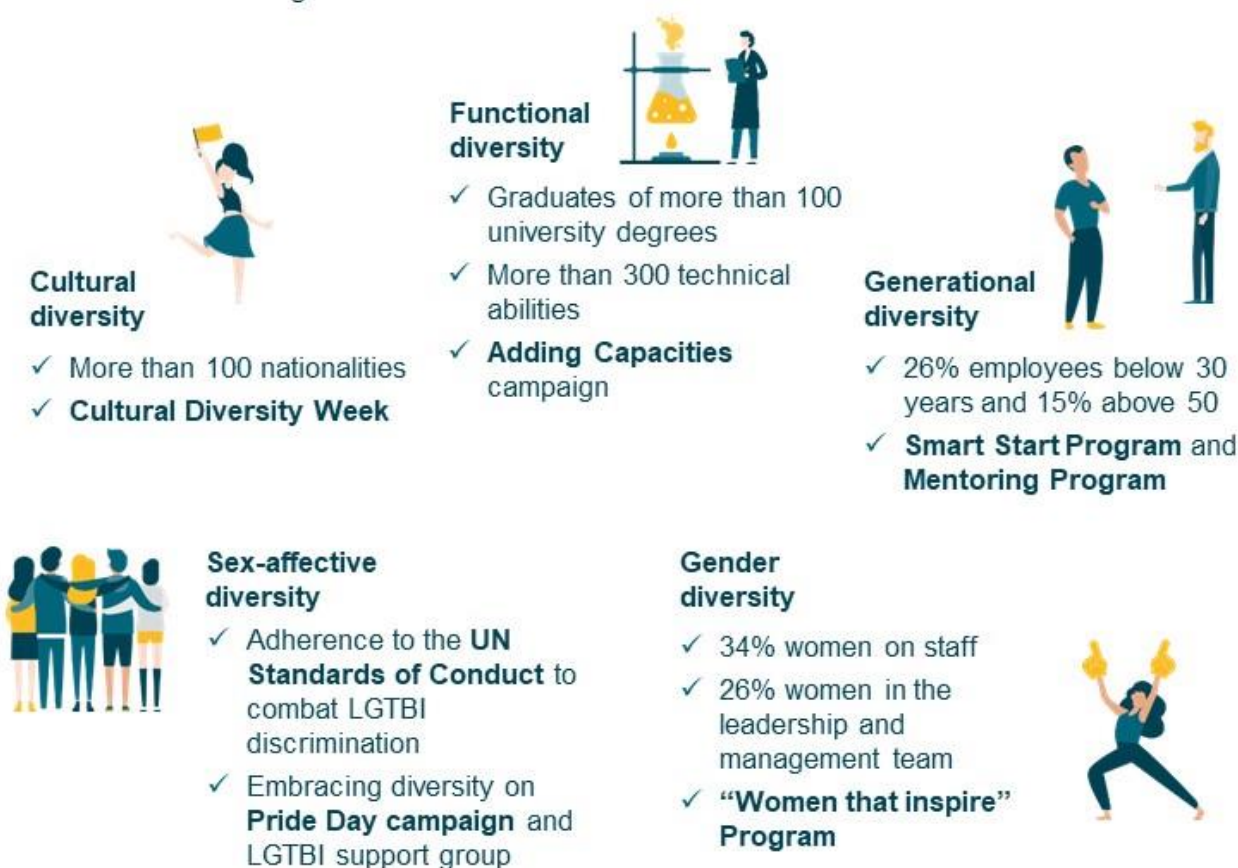 Functional
diversity
✓ Graduates of more than 100
university degrees
✓ More than 300 technical
abilities
✓ Adding Capacities
campaign
Cultural
diversity
✓ More than 100 nationalities
✓ Cultural Diversity Week
Generational
diversity
✓ 26% employees below 30
years and 15% above 50
✓ Smart Start Program and
Mentoring Program
Sex-affective
diversity
✓ Adherence to the UN
Standards of Conduct to
combat LGTBI
discrimination
✓ Embracing diversity on
Pride Day campaign and
LGTBI support group
Gender
diversity
✓ 34% women on staff
✓ 26% women in the
leadership and
management team
✓ “Women that inspire”
Program